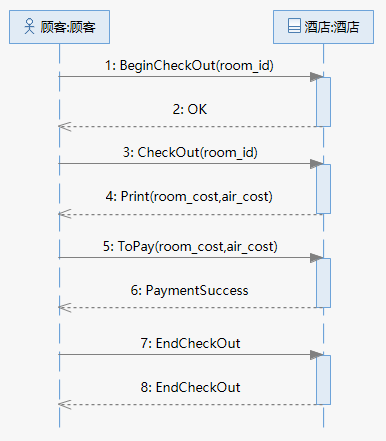 顾客:顾客
酒店:酒店
1: BeginCheckOut(room_id)
2: OK
3: CheckOut(room_id)
4: Print(room_cost,air_cost)
5: ToPay(room_cost,air_cost)
6: PaymentSuccess
7: EndCheckOut
8: EndCheckOut